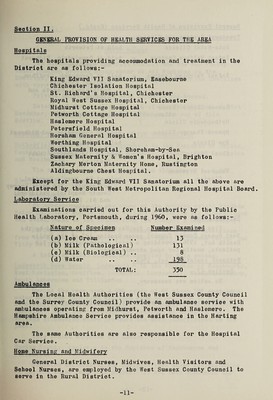 Section II.
GENERAL PROVISION OF HEALTH SERVICES FOR THE AREA
Hospitals
The hospitals providing accommodation and treatment in the
District are as follows:-
King Edward VII Sanatorium, Easebourne
Chichester Isolation Hospital
St. Richard's Hospital, Chichester
Royal West Sussex Hospital, Chichester
Midhurst Cottage Hospital
Petworth Cottage Hospital
Haslemere Hospital
Petersfield Hospital
Horsham General Hospital
Worthing Hospital
Southlands Hospital, Shoreham-by-Sea
Sussex Maternity & Women's Hospital, Brighton
Zachary Merton Maternity Home, Rustington
Aldingbourne Chest Hospital.
Except for the King Edward VII Sanatorium all the above are
administered by the South West Metropolitan Regional Hospital Board.
Laboratory Service
Examinations carried out for this Authority by the Public
Health Laboratory, Portsmouth, during 1960, were as follows:-
Nature of Specimen Number Examined
(a) Ice Cream .. .. 13
(b) Milk (Pathological) 131
(c) Milk (Biological) .. 8
(d) Water .. .. 198
TOTAL: 350
Ambulances
The Local Health Authorities (the West Sussex County Council
and the Surrey County Council) provide an ambulance service with
ambulances operating from Midhurst, Petworth and Haslemere. The
Hampshire Ambulance Service provides assistance in the Harting
area.
The same Authorities are also responsible for the Hospital
Car Service.
Home Nursing and Midwifery
General District Nurses, Midwives, Health Visitors and
School Nurses, are employed by the West Sussex County Council to
serve in the Rural District.
-11-